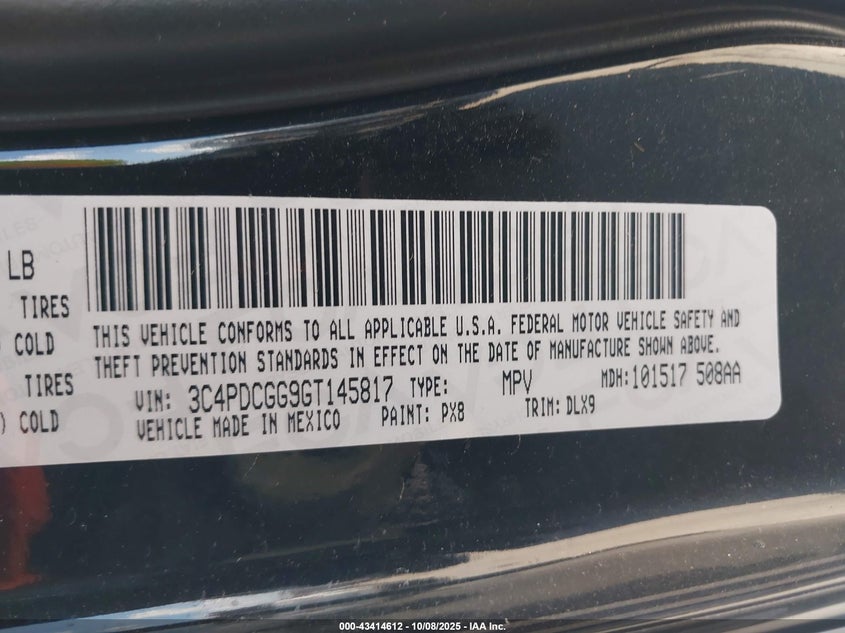 LB
TIRES
COLD
TIRES
) COLD
THIS VEHICLE CONFORMS TO ALL APPLICABLE U.S.A. FEDERAL MOTOR VEHICLE SAFETY AND
THEFT PREVENTION STANDARDS IN EFFECT ON THE DATE OF MANUFACTURE SHOWN ABOVE.
VIN: 3C4PDCGG9GT145817 TYPE: MPV MDH:101517 508AA
VEHICLE MADE IN MEXICO PAINT: PX8 TRIM: DLX9
000-43414612 - 10/08/2025 - IAA Inc.